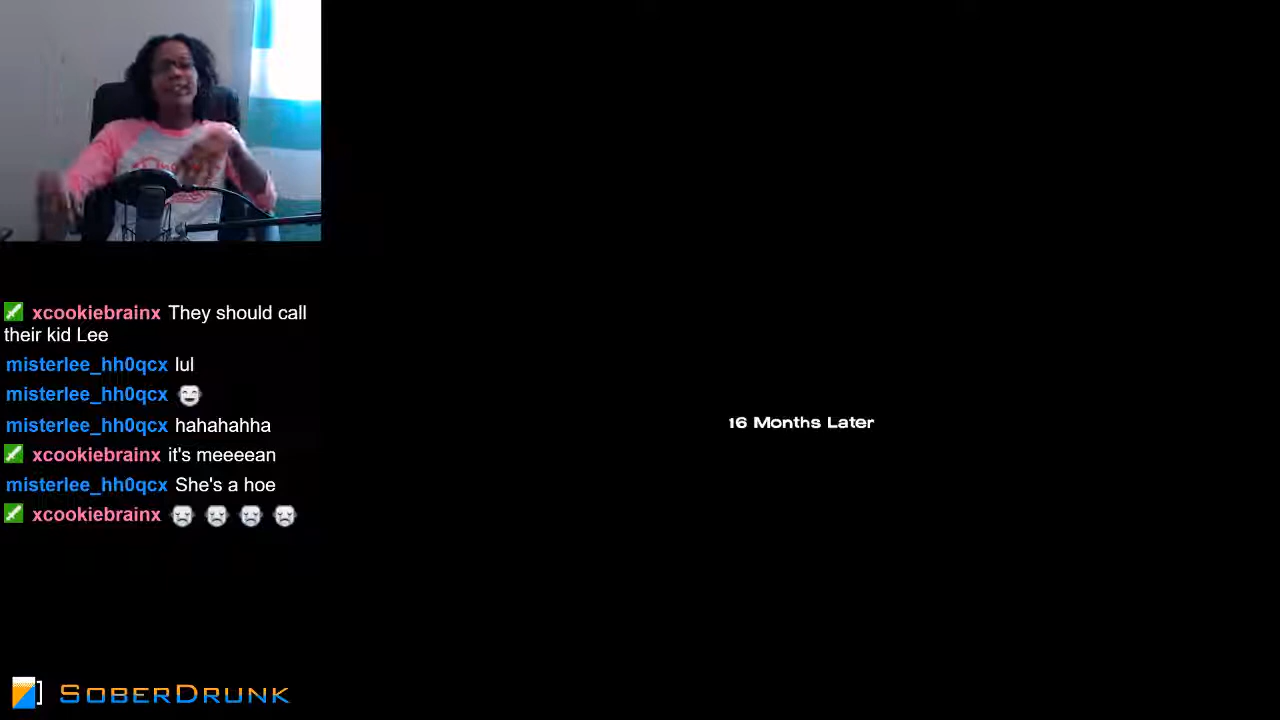 xcookiebrainx They should call
their kid Lee
misterlee_hh0qcx lul
misterlee_hh0qcx
misterlee_hh0qcx hahahahha
xcookiebrainx it's meeeean
misterlee_hh0qcx She's a hoe
xcookiebrainx
16 Months Later
SOBERDRUNK